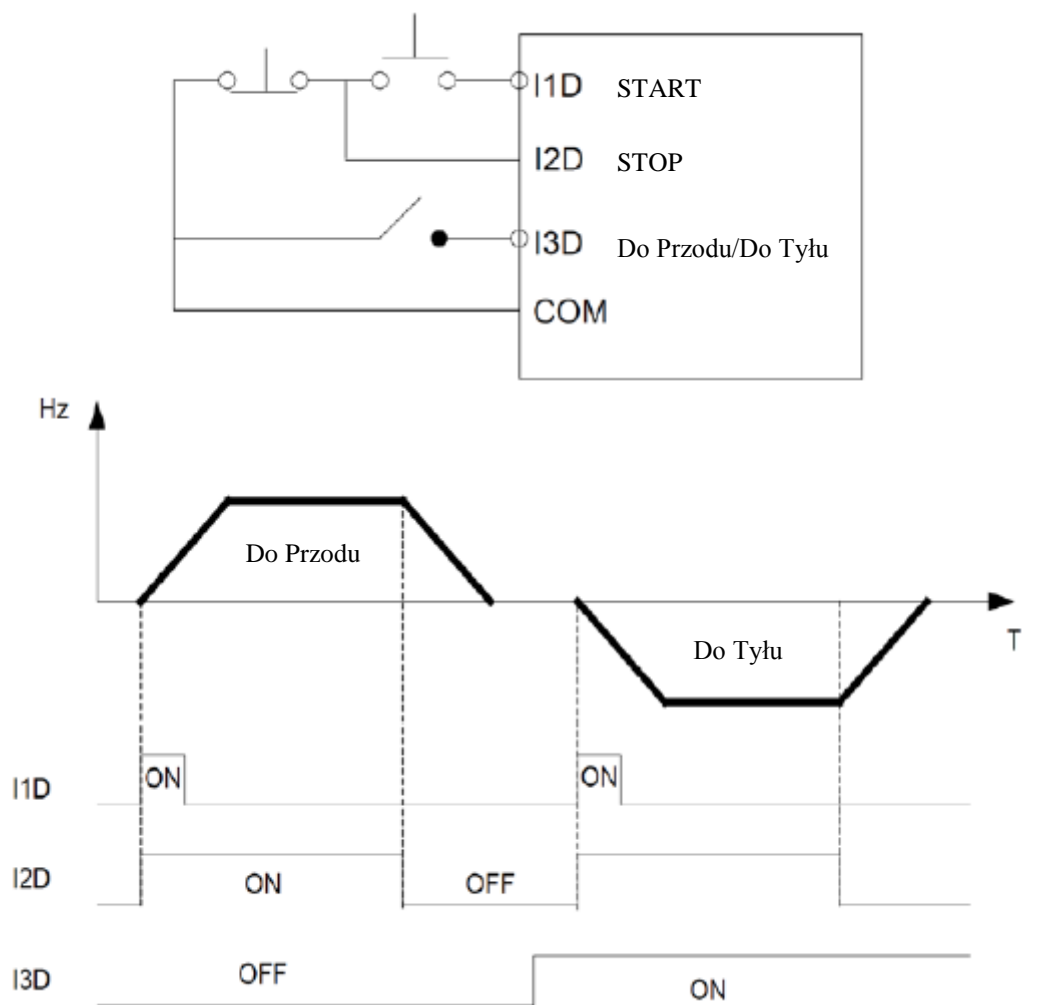 I1D START
I2D STOP
I3D Do Przodu/Do Tyłu
COM
Hz
Do Przodu
T
Do Tyłu
I1D ON ON
I2D ON OFF
I3D OFF ON